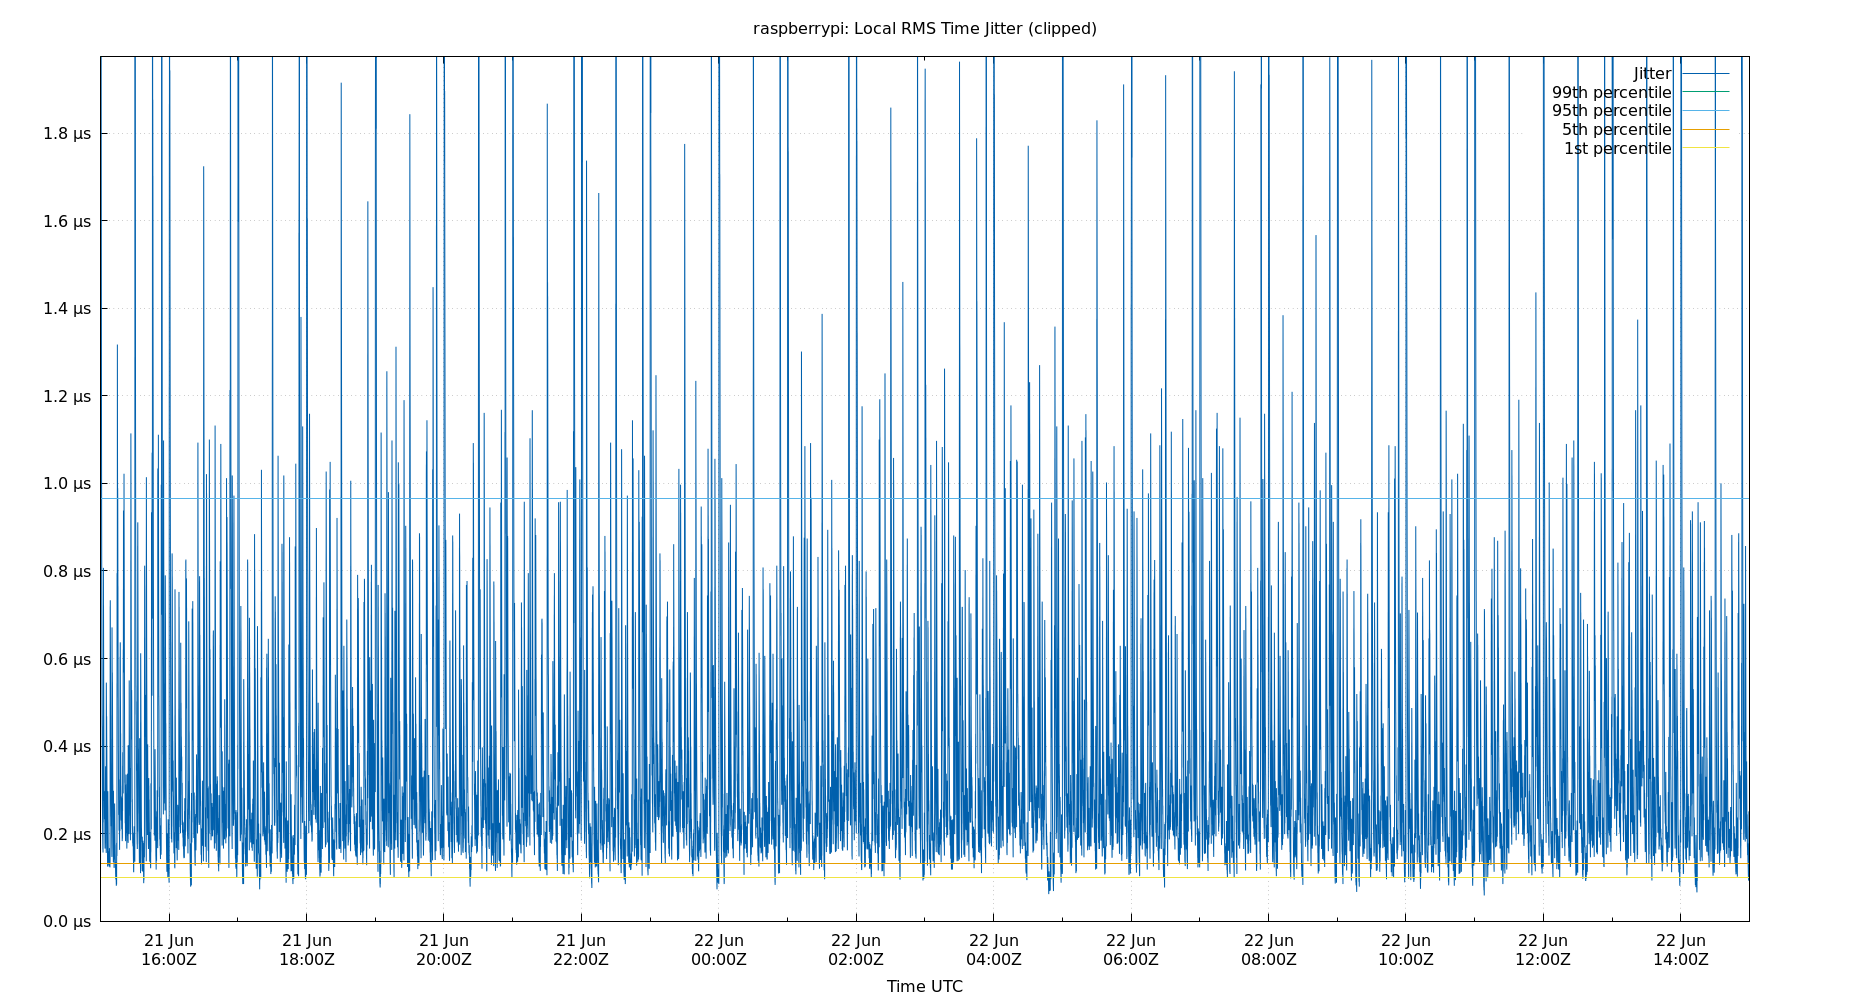 raspberrypi: Local RMS Time Jitter (clipped)
Jitter
99th percentile
95th percentile
5th percentile
1st percentile
1.8 µs
1.6 µs
1.4 µs
1.2 µs
1.0 µs
0.8 µs
0.6 µs
0.4 µs
0.2 µs
0.0 µs
21 Jun 21 Jun 21 Jun 21 Jun 22 Jun 22 Jun 22 Jun 22 Jun 22 Jun 22 Jun 22 Jun 22 Jun
16:00Z 18:00Z 20:00Z 22:00Z 00:00Z 02:00Z 04:00Z 06:00Z 08:00Z 10:00Z 12:00Z 14:00Z
Time UTC